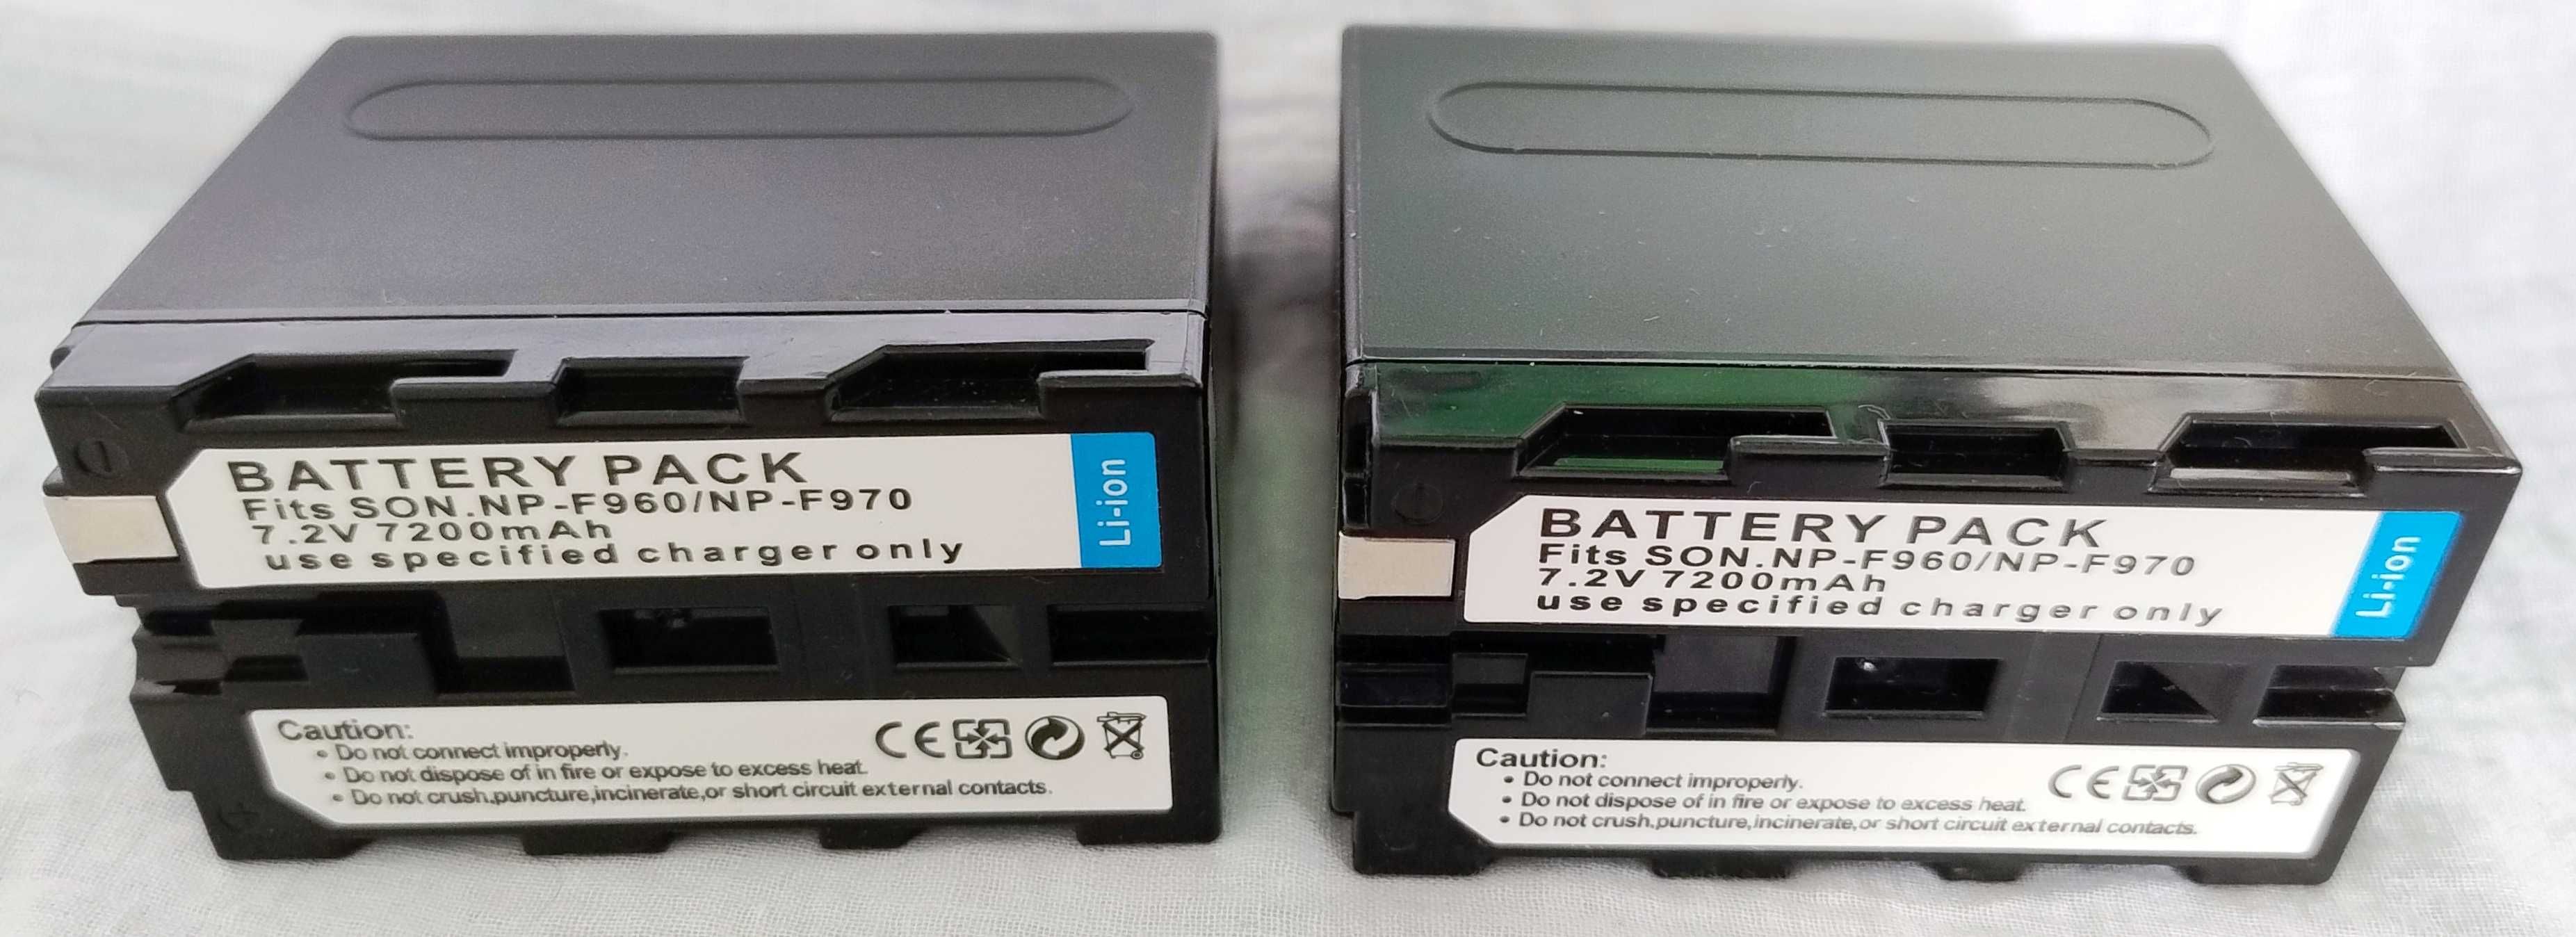 BATTERY PACK
Fits SON.NP-F960/NP-F970
7.2V 7200mAh
use specified charger only
Li-ion
Caution:
• Do not connect improperly.
• Do not dispose of in fire or expose to excess heat.
• Do not crush,puncture,incinerate,or short circuit external contacts.
CE
BATTERY PACK
Fits SON.NP-F960/NP-F970
7.2V 7200mAh
use specified charger only
Li-ion
Caution:
• Do not connect improperly.
• Do not dispose of in fire or expose to excess heat.
• Do not crush,puncture,incinerate,or short circuit external contacts.
CE